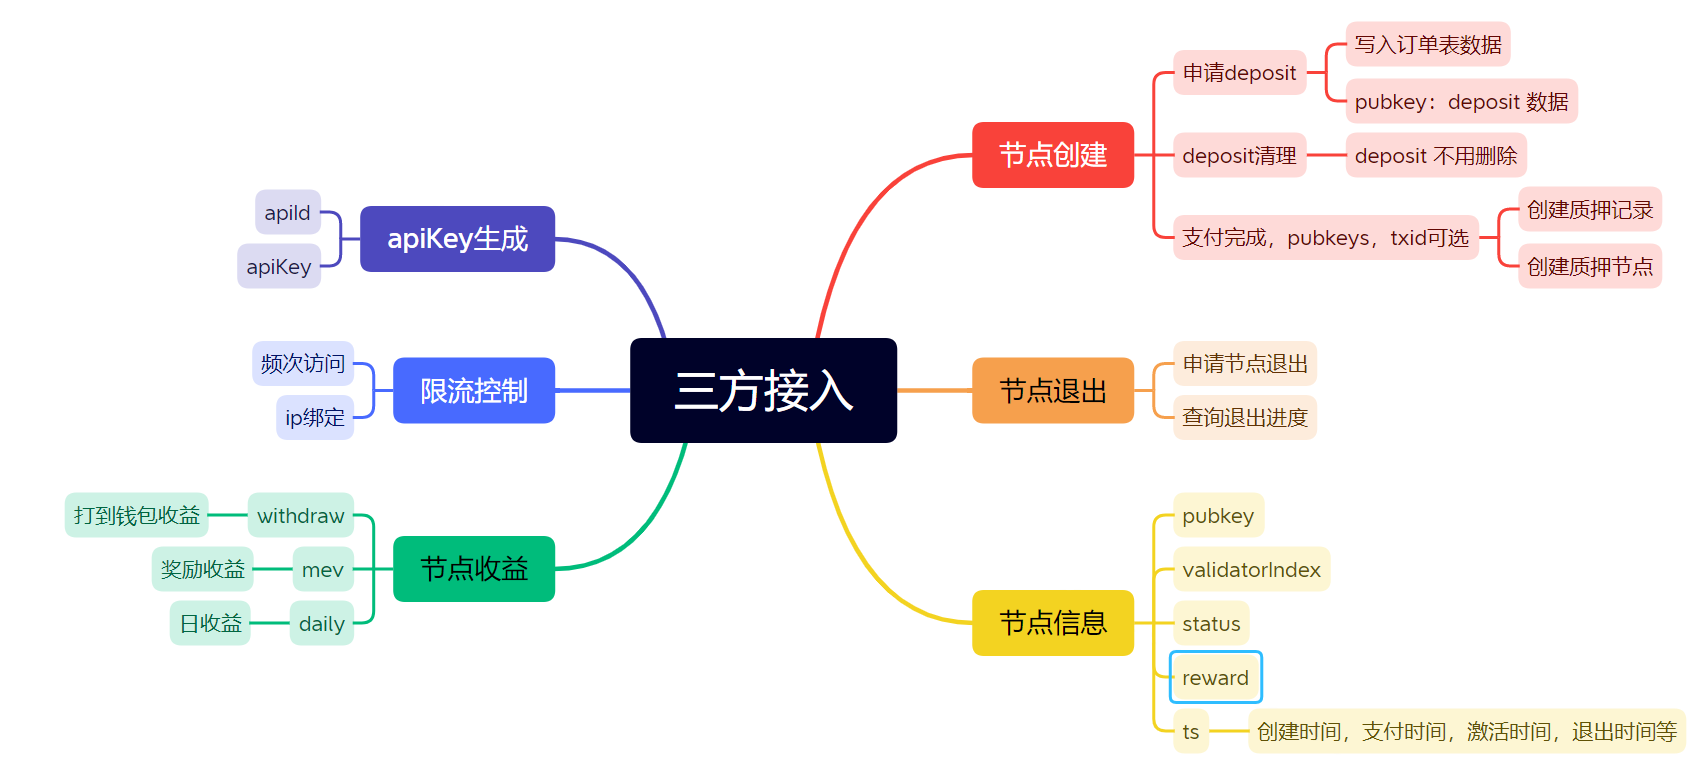 三方接入
节点创建
申请deposit
写入订单表数据
pubkey：deposit 数据
deposit清理
deposit 不用删除
支付完成，pubkeys，txid可选
创建质押记录
创建质押节点
节点退出
申请节点退出
查询退出进度
节点信息
pubkey
validatorIndex
status
reward
ts
创建时间，支付时间，激活时间，退出时间等
apiKey生成
apiId
apiKey
限流控制
频次访问
ip绑定
节点收益
withdraw
打到钱包收益
mev
奖励收益
daily
日收益